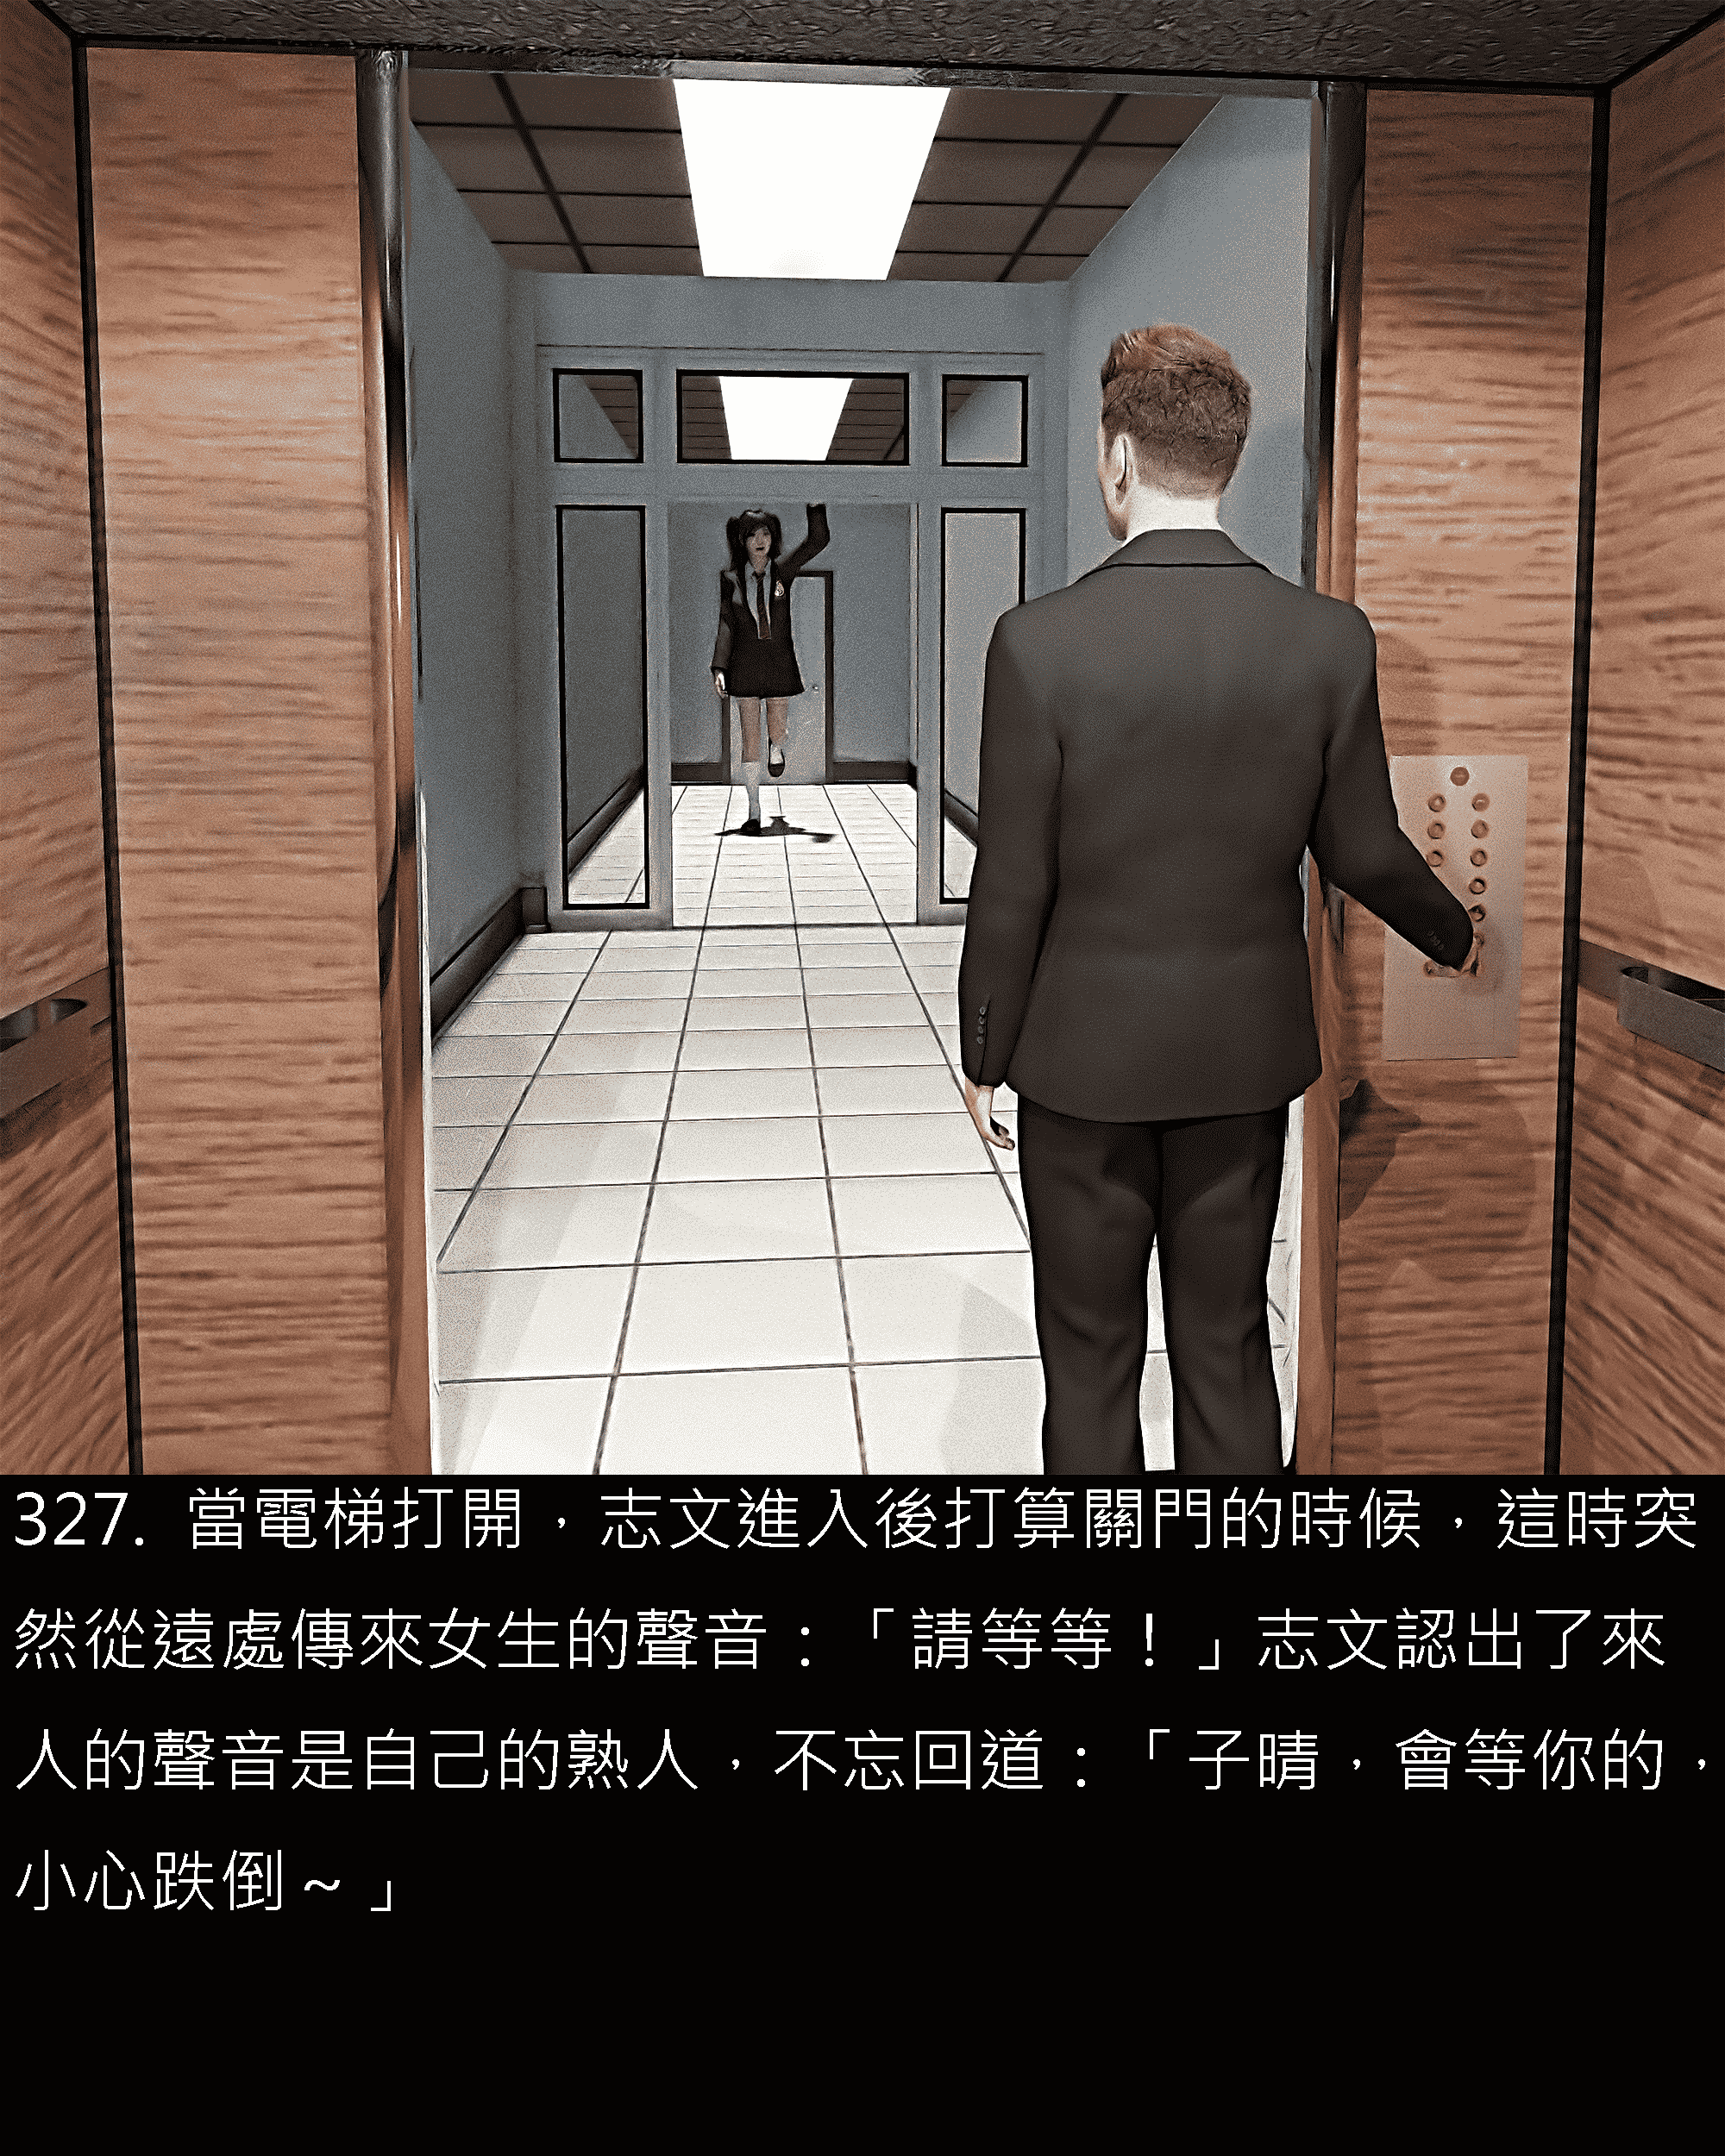 327. 當電梯打開，志文進入後打算關門的時候，這時突
然從遠處傳來女生的聲音：「請等等！」志文認出了來
人的聲音是自己的熟人，不忘回道：「子晴，會等你的，
小心跌倒～」